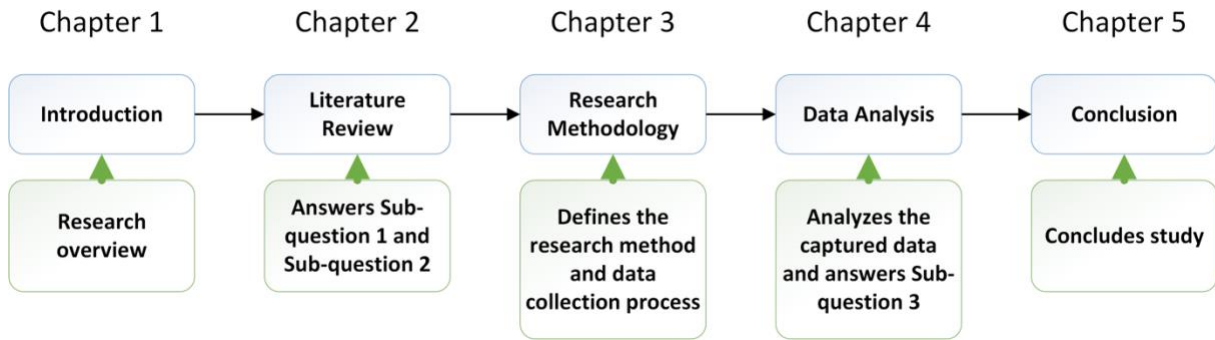 Chapter 1
Chapter 2
Chapter 3
Chapter 4
Chapter 5
Introduction
Literature
Review
Research
Methodology
Data Analysis
Conclusion
Research
overview
Answers Sub-
question 1 and
Sub-question 2
Defines the
research method
and data
collection process
Analyzes the
captured data
and answers Sub-
question 3
Concludes study